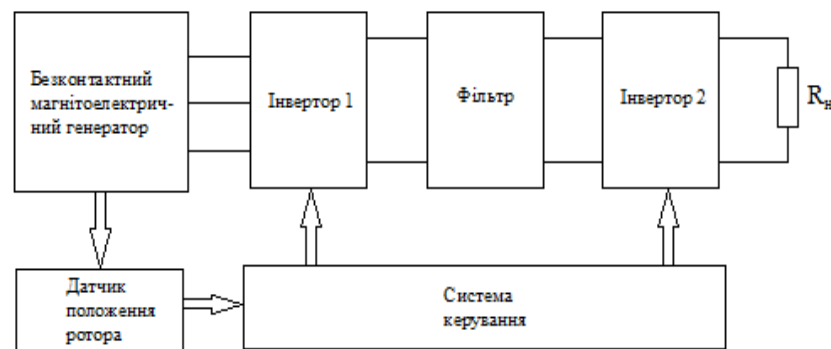 Безконтактний
магнітоелектрич-
ний генератор
Інвертор 1
Фільтр
Інвертор 2
Rн
Датчик
положення
ротора
Система
керування